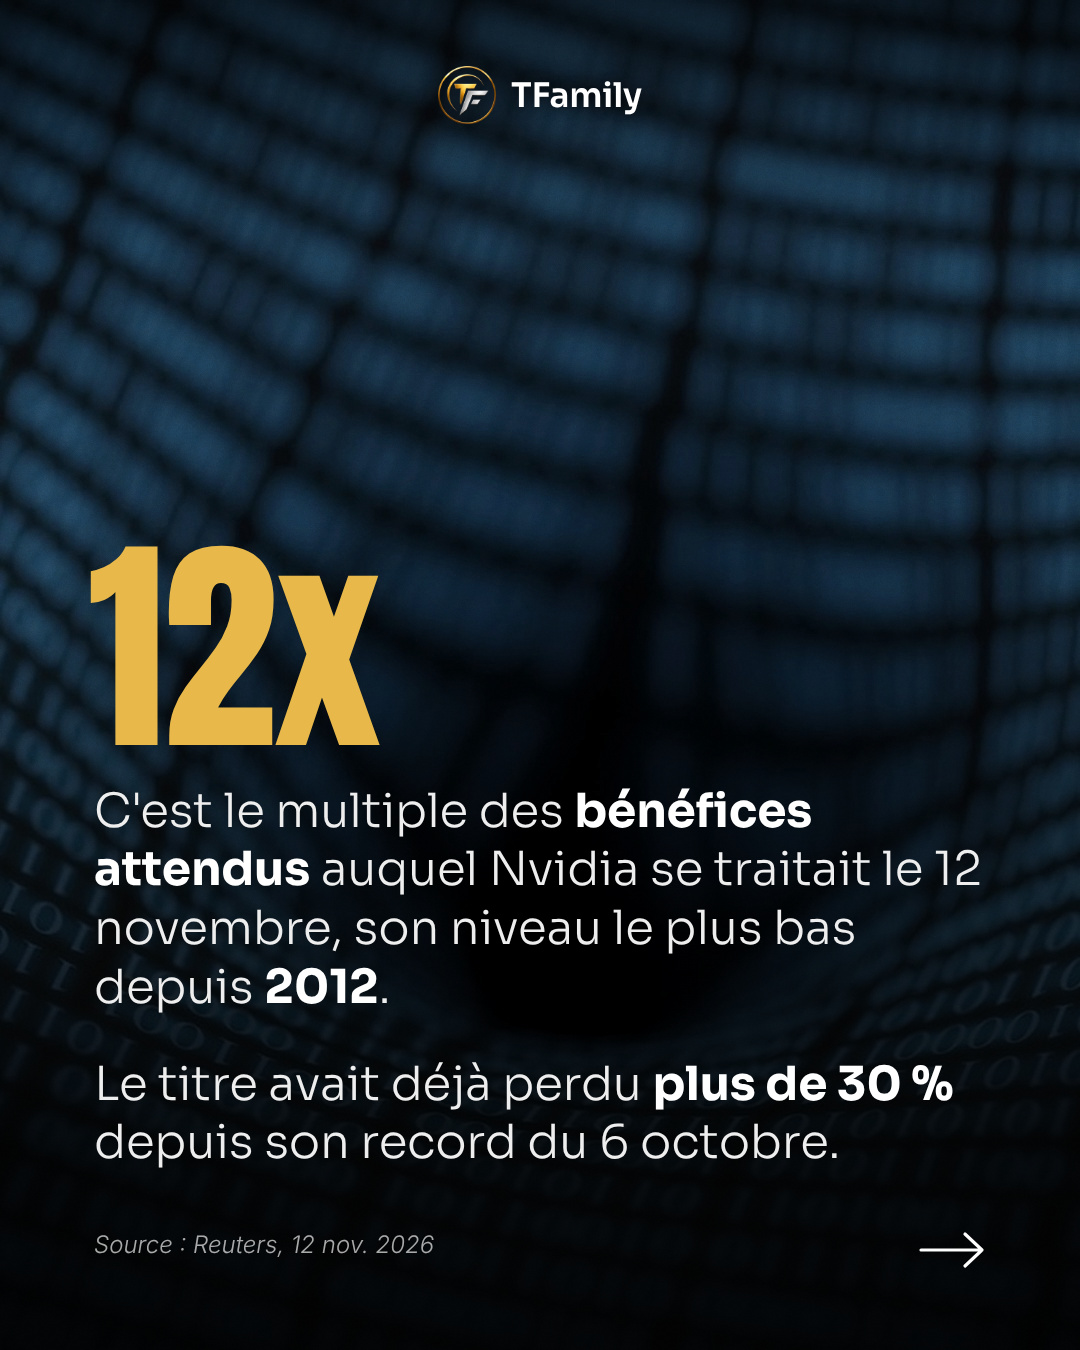 TFamily
12x
C'est le multiple des bénéfices
attendus auquel Nvidia se traitait le 12
novembre, son niveau le plus bas
depuis 2012.
Le titre avait déjà perdu plus de 30 %
depuis son record du 6 octobre.
Source : Reuters, 12 nov. 2026